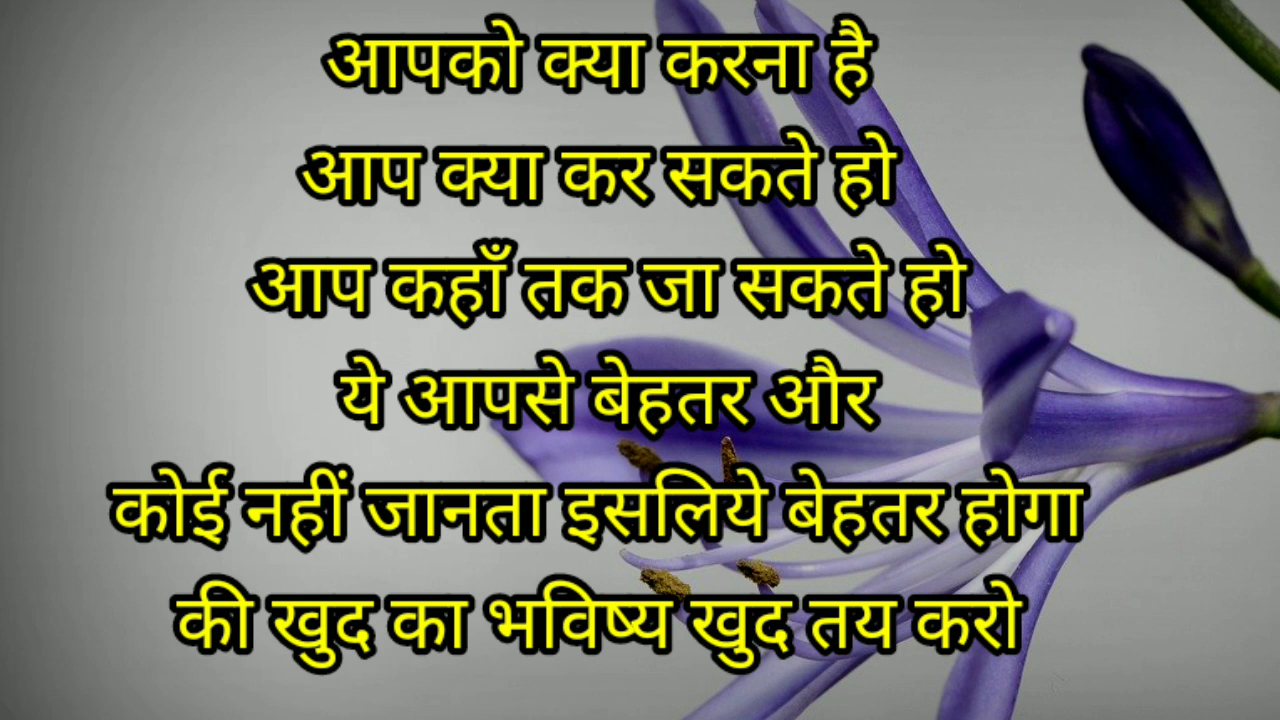 आपको क्या करना है
आप क्या कर सकते हो
आप कहाँ तक जा सकते हो
ये आपसे बेहतर और
कोई नहीं जानता इसलिये बेहतर होगा
की खुद का भविष्य खुद तय करो